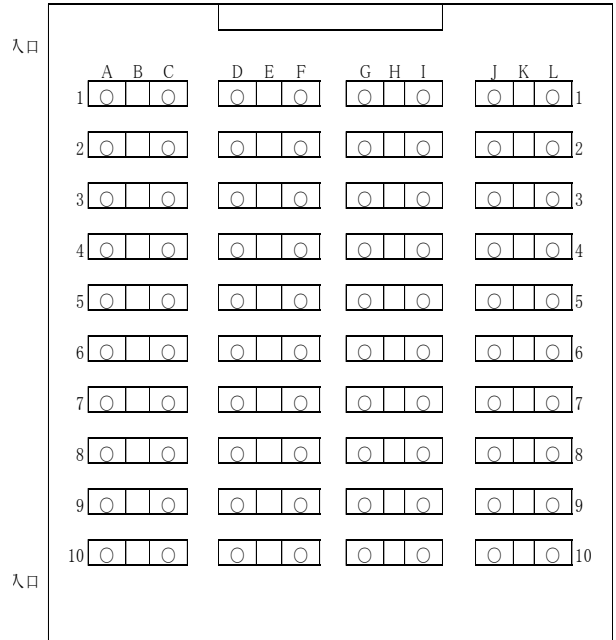 入口
A B C D E F G H I J K L
1 ○ ○ ○ ○ ○ ○ ○ ○ 1
2 ○ ○ ○ ○ ○ ○ ○ ○ 2
3 ○ ○ ○ ○ ○ ○ ○ ○ 3
4 ○ ○ ○ ○ ○ ○ ○ ○ 4
5 ○ ○ ○ ○ ○ ○ ○ ○ 5
6 ○ ○ ○ ○ ○ ○ ○ ○ 6
7 ○ ○ ○ ○ ○ ○ ○ ○ 7
8 ○ ○ ○ ○ ○ ○ ○ ○ 8
9 ○ ○ ○ ○ ○ ○ ○ ○ 9
10 ○ ○ ○ ○ ○ ○ ○ ○ 10
入口